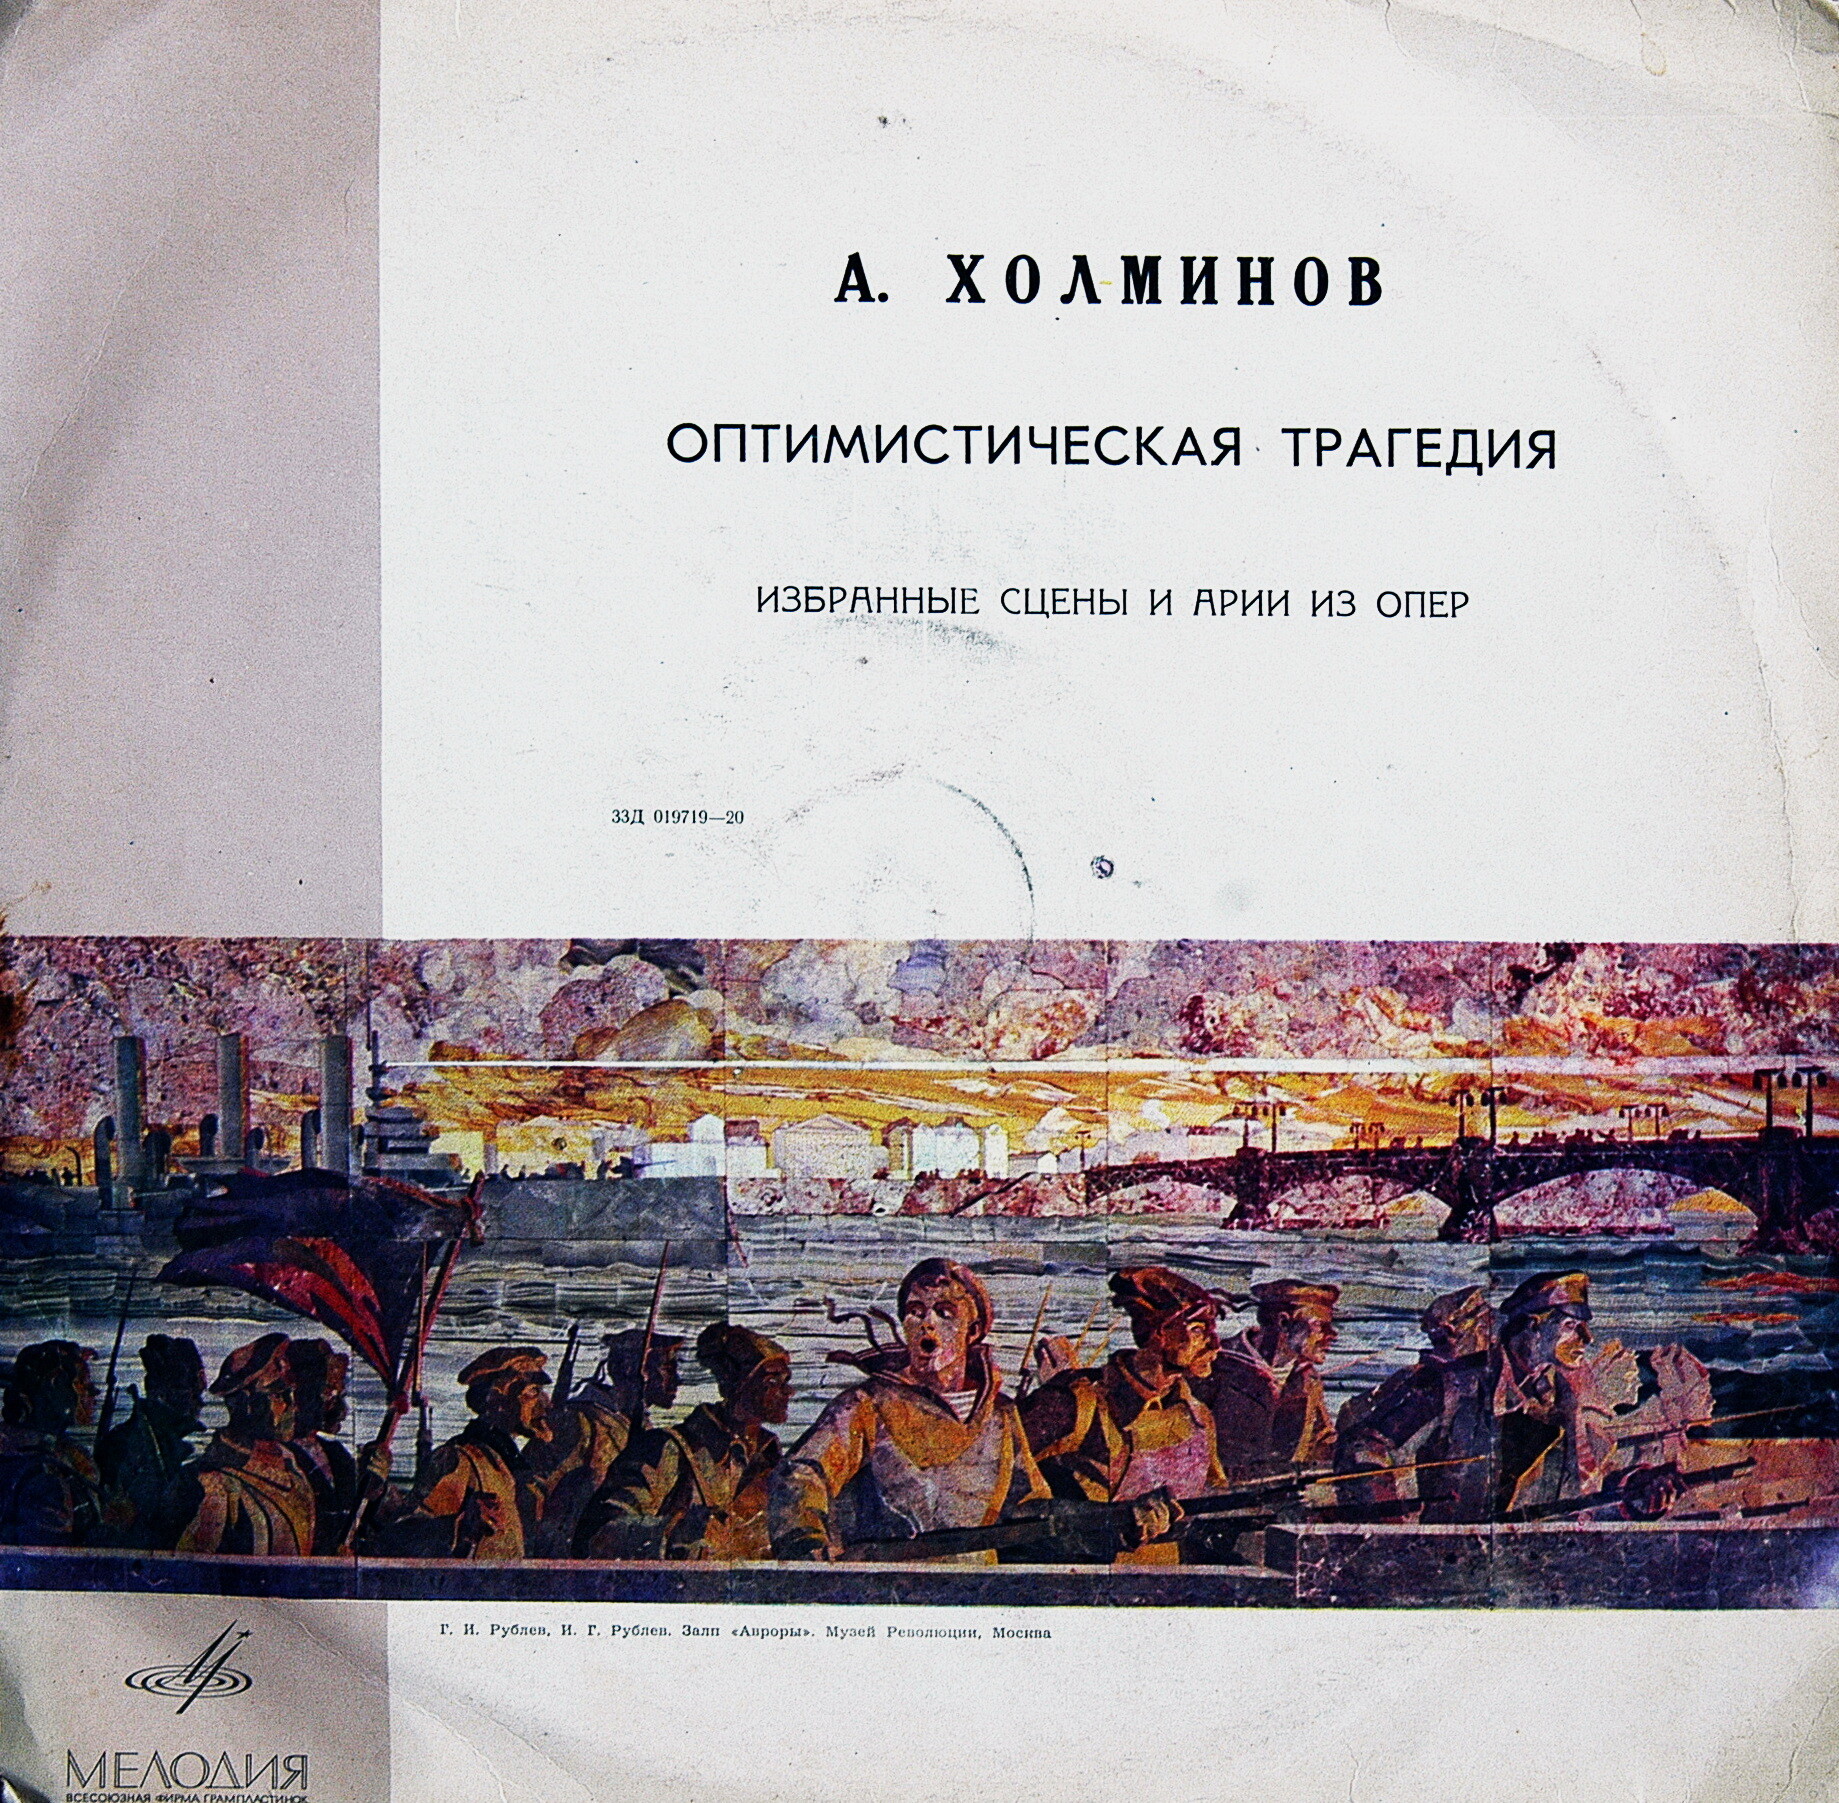 А. ХОЛМИНОВ
ОПТИМИСТИЧЕСКАЯ ТРАГЕДИЯ
ИЗБРАННЫЕ СЦЕНЫ И АРИИ ИЗ ОПЕР
33Д 019719—20
Г. И. Рублев, И. Г. Рублев. Залп «Авроры». Музей Революции, Москва
МЕЛОДИЯ
ВСЕСОЮЗНАЯ ФИРМА ГРАМПЛАСТИНОК